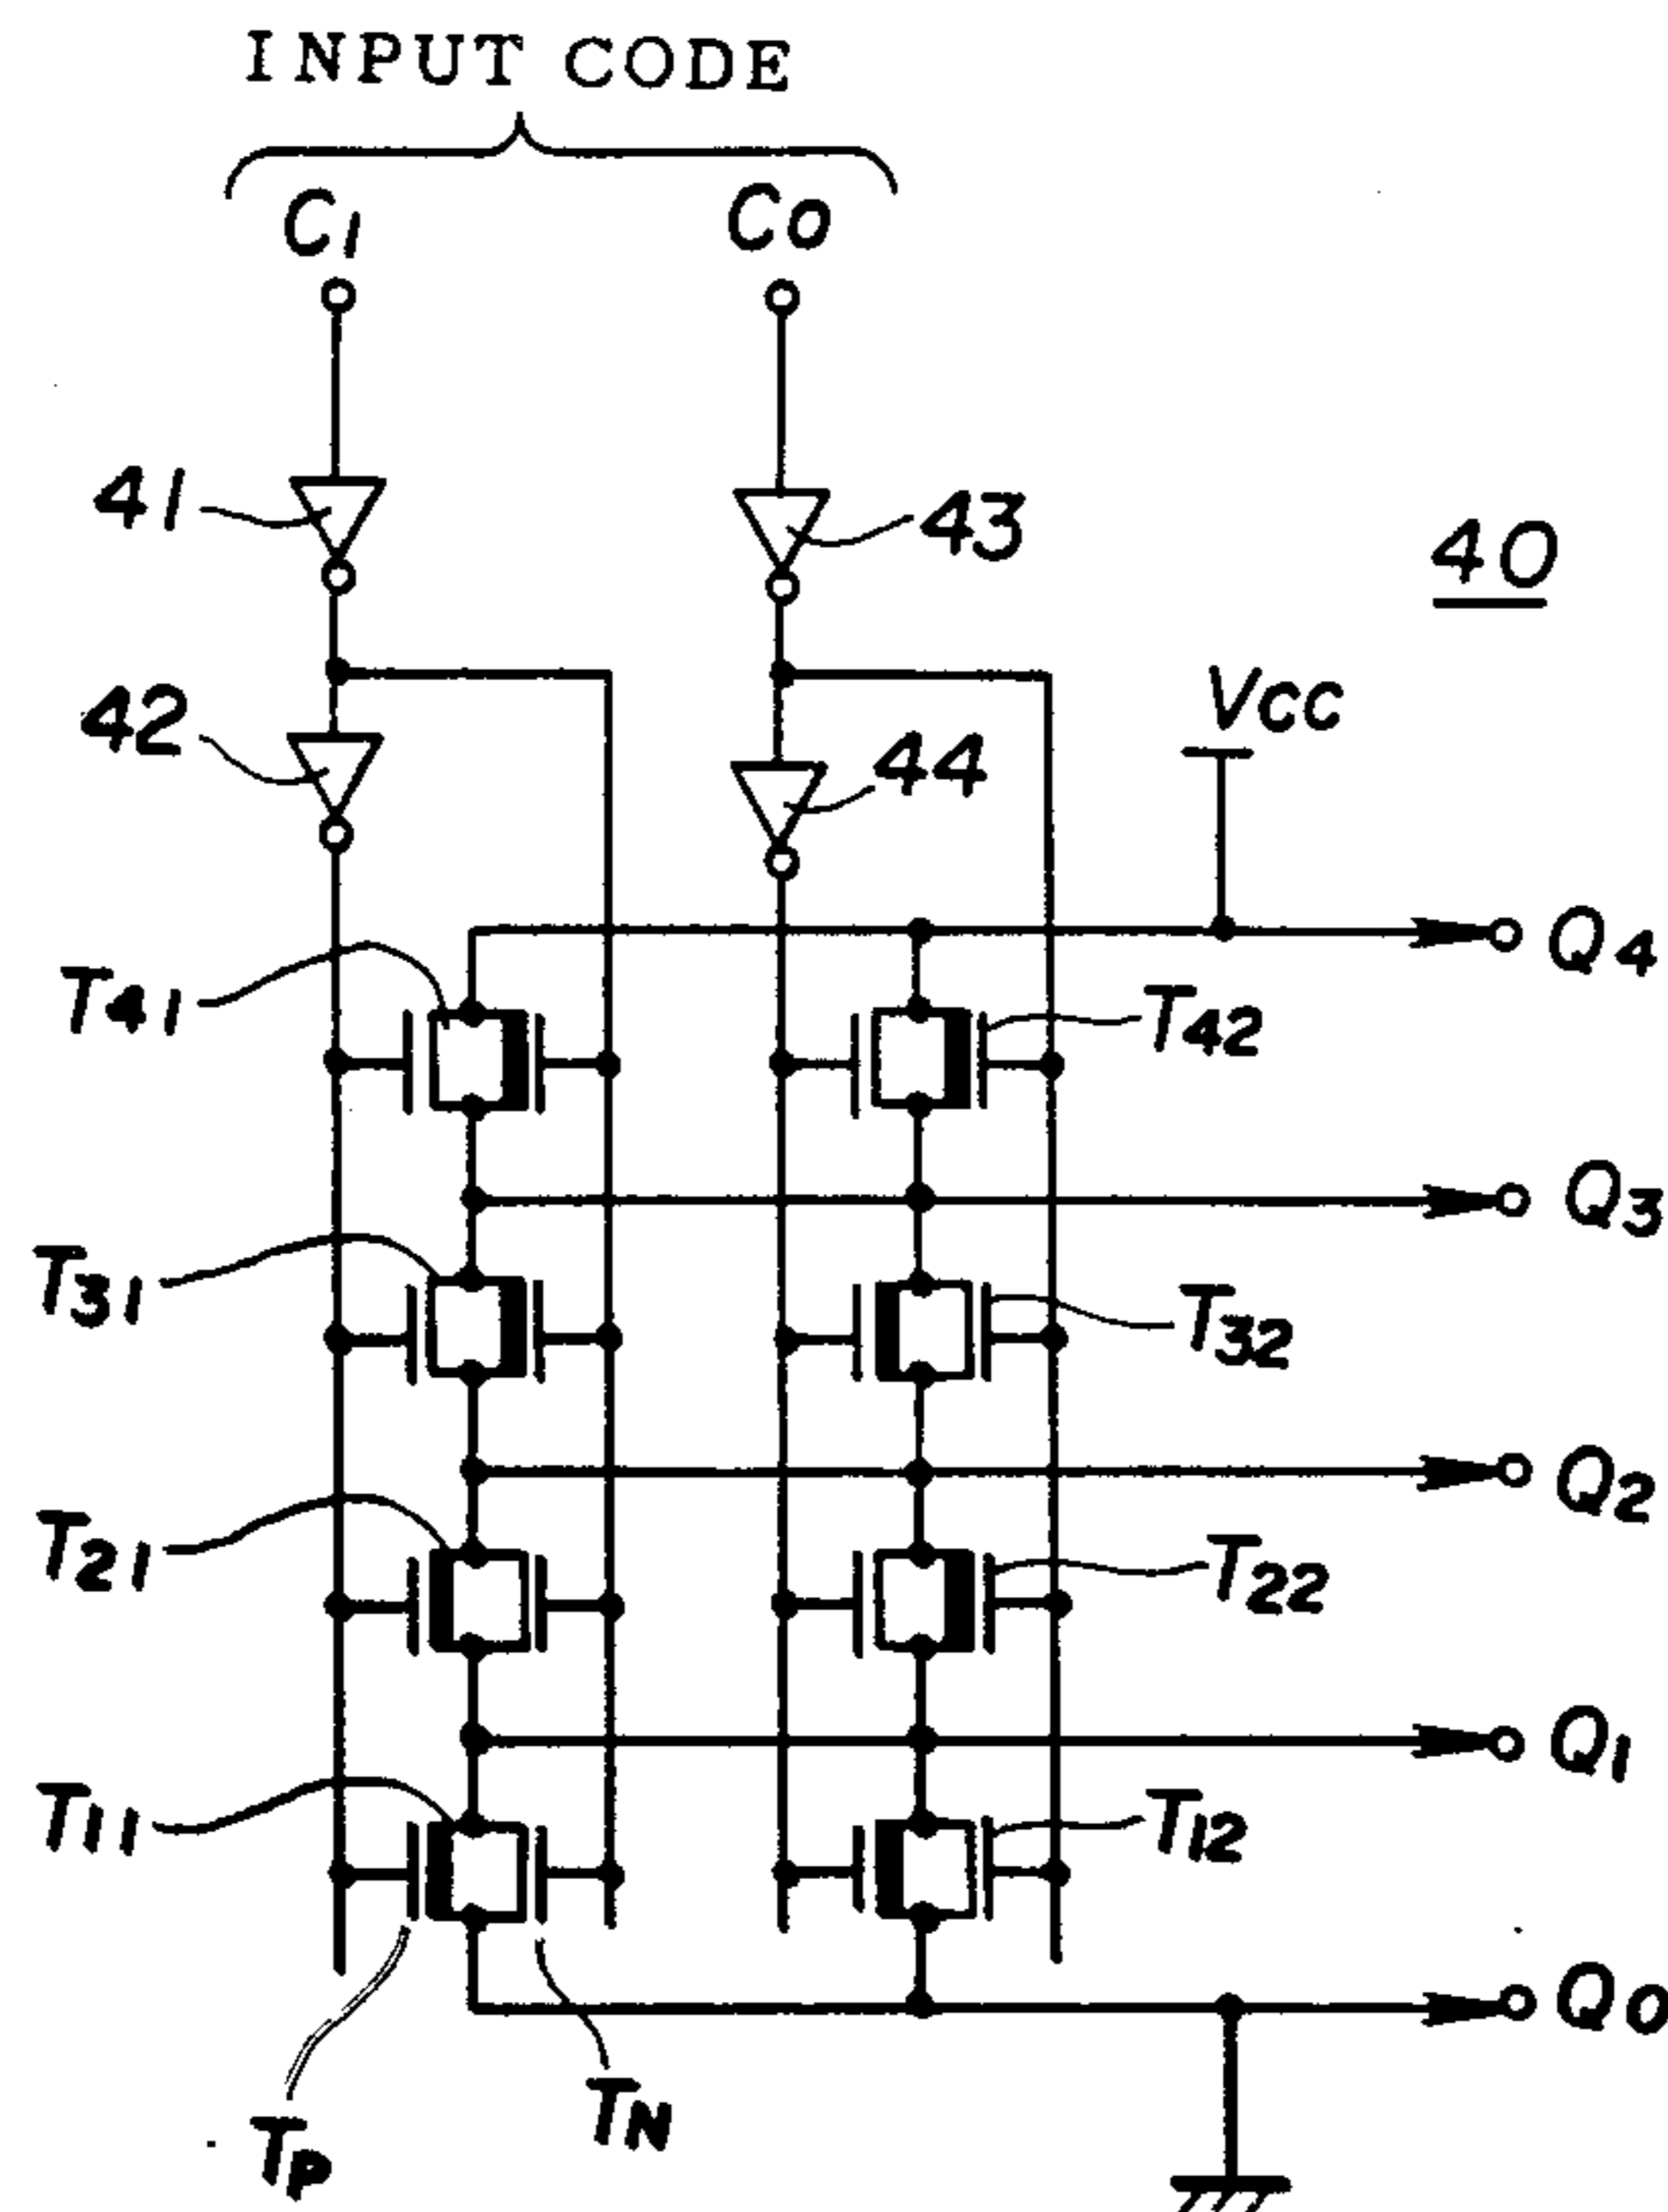 INPUT CODE
C1
C0
41
43
40
42
44
VCC
Q4
T41
T42
Q3
T31
T32
Q2
T21
T22
Q1
T11
T12
Q0
TP
TN